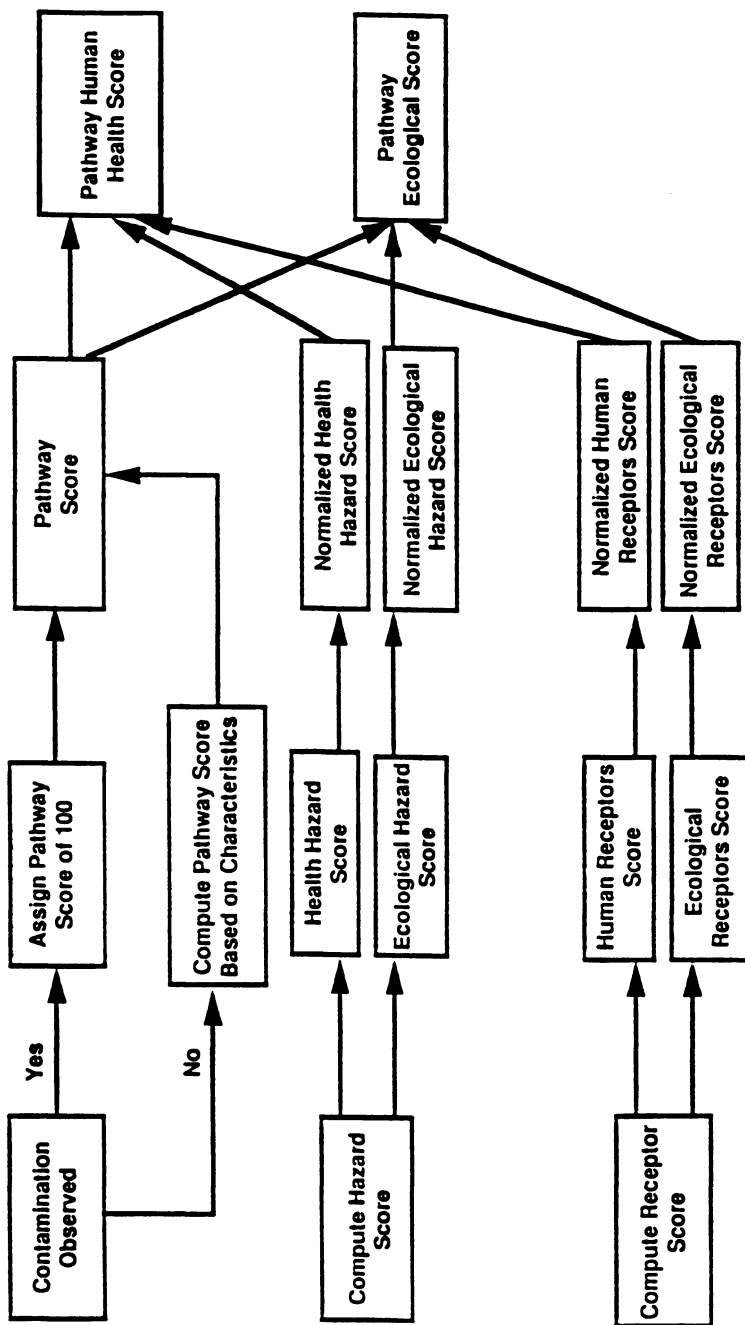 Contamination
Observed
Yes
No
Assign Pathway
Score of 100
Compute Pathway Score
Based on Characteristics
Pathway
Score
Pathway Human
Health Score
Compute Hazard
Score
Health Hazard
Score
Ecological Hazard
Score
Normalized Health
Hazard Score
Normalized Ecological
Hazard Score
Pathway
Ecological Score
Compute Receptor
Score
Human Receptors
Score
Ecological
Receptors Score
Normalized Human
Receptors Score
Normalized Ecological
Receptors Score